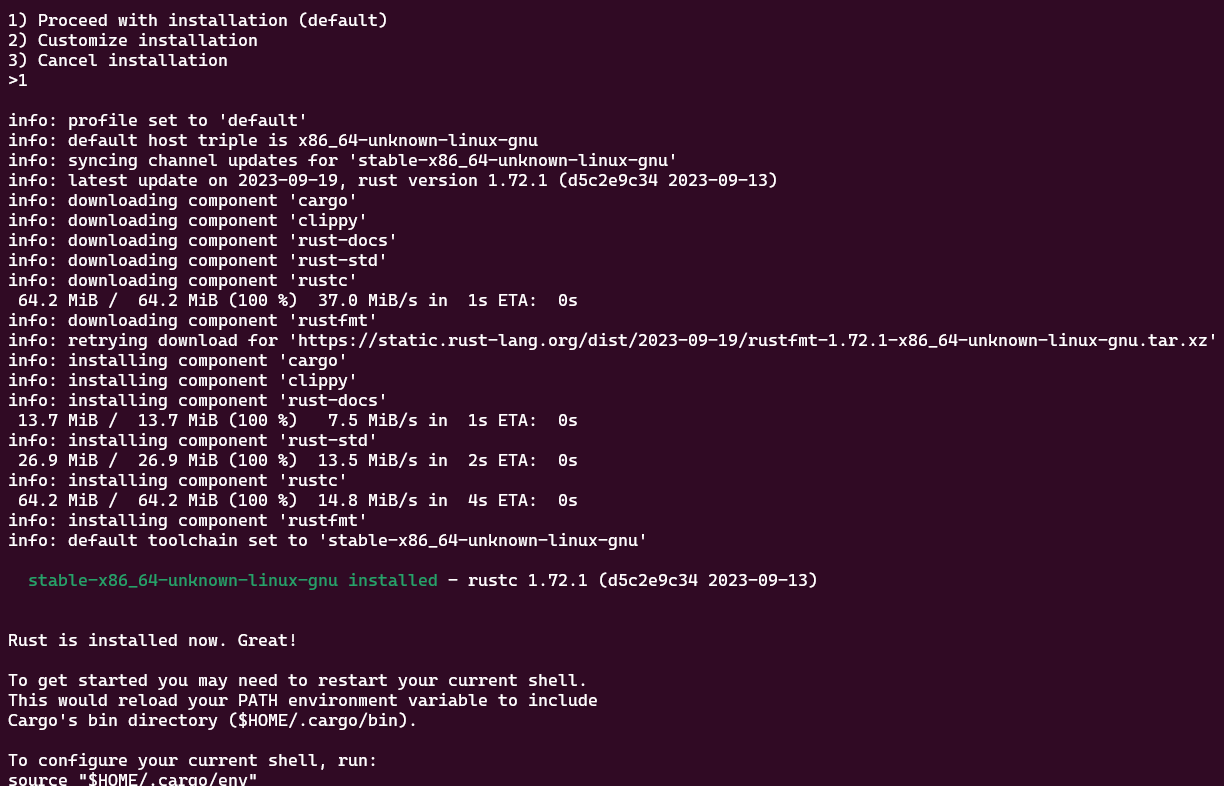 1) Proceed with installation (default)
2) Customize installation
3) Cancel installation
>1
info: profile set to 'default'
info: default host triple is x86_64-unknown-linux-gnu
info: syncing channel updates for 'stable-x86_64-unknown-linux-gnu'
info: latest update on 2023-09-19, rust version 1.72.1 (d5c2e9c34 2023-09-13)
info: downloading component 'cargo'
info: downloading component 'clippy'
info: downloading component 'rust-docs'
info: downloading component 'rust-std'
info: downloading component 'rustc'
 64.2 MiB /  64.2 MiB (100 %)  37.0 MiB/s in  1s ETA:  0s
info: downloading component 'rustfmt'
info: retrying download for 'https://static.rust-lang.org/dist/2023-09-19/rustfmt-1.72.1-x86_64-unknown-linux-gnu.tar.xz'
info: installing component 'cargo'
info: installing component 'clippy'
info: installing component 'rust-docs'
 13.7 MiB /  13.7 MiB (100 %)   7.5 MiB/s in  1s ETA:  0s
info: installing component 'rust-std'
 26.9 MiB /  26.9 MiB (100 %)  13.5 MiB/s in  2s ETA:  0s
info: installing component 'rustc'
 64.2 MiB /  64.2 MiB (100 %)  14.8 MiB/s in  4s ETA:  0s
info: installing component 'rustfmt'
info: default toolchain set to 'stable-x86_64-unknown-linux-gnu'
  stable-x86_64-unknown-linux-gnu installed - rustc 1.72.1 (d5c2e9c34 2023-09-13)
Rust is installed now. Great!
To get started you may need to restart your current shell.
This would reload your PATH environment variable to include
Cargo's bin directory ($HOME/.cargo/bin).
To configure your current shell, run:
source "$HOME/.cargo/env"